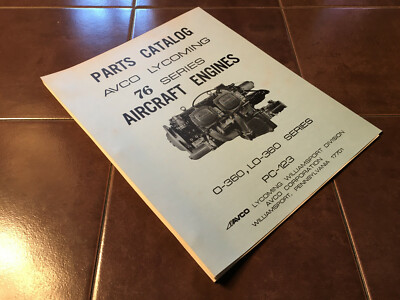 PARTS CATALOG
AVCO LYCOMING
76 SERIES
AIRCRAFT ENGINES
O-360, LO-360 SERIES
PC-123
AVCO LYCOMING WILLIAMSPORT DIVISION
AVCO CORPORATION
WILLIAMSPORT, PENNSYLVANIA 17701